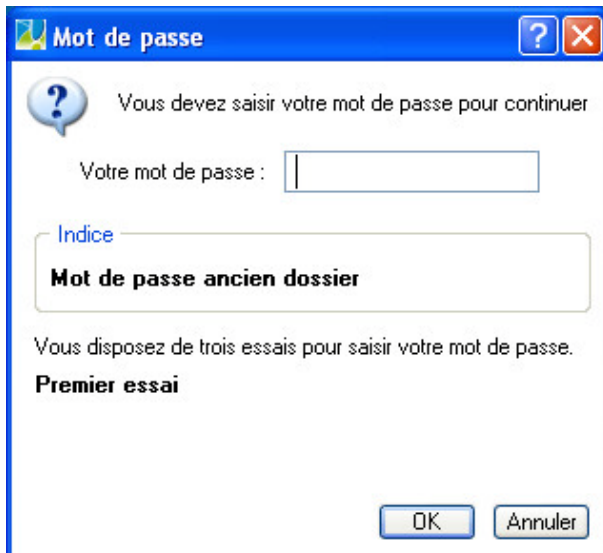 Mot de passe
Vous devez saisir votre mot de passe pour continuer
Votre mot de passe :
Indice
Mot de passe ancien dossier
Vous disposez de trois essais pour saisir votre mot de passe.
Premier essai
OK Annuler